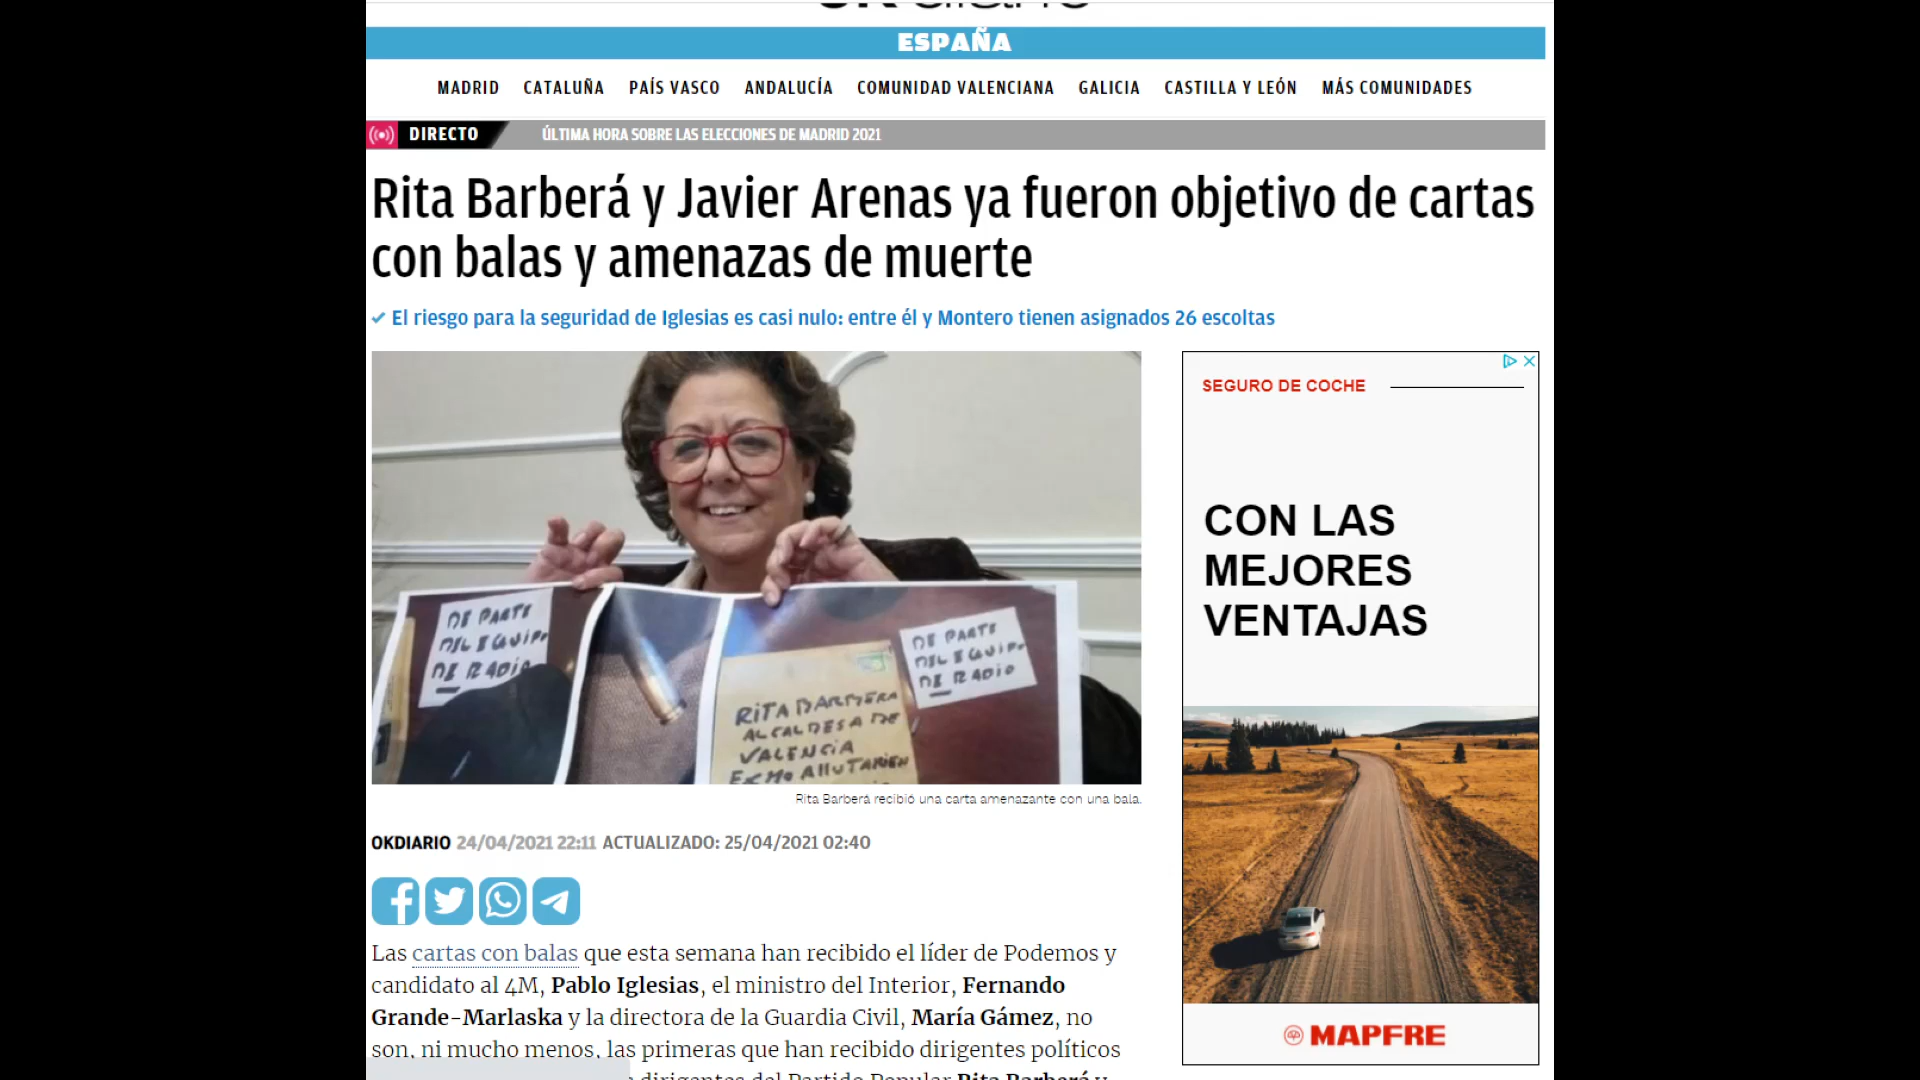 ESPAÑA
MADRID CATALUÑA PAÍS VASCO ANDALUCÍA COMUNIDAD VALENCIANA GALICIA CASTILLA Y LEÓN MÁS COMUNIDADES
DIRECTO ÚLTIMA HORA SOBRE LAS ELECCIONES DE MADRID 2021
Rita Barberá y Javier Arenas ya fueron objetivo de cartas
con balas y amenazas de muerte
El riesgo para la seguridad de Iglesias es casi nulo: entre él y Montero tienen asignados 26 escoltas
DE PARTE
DEL EQUIPO
DE RADIO
RITA BARBERA
ALCALDESA DE
VALENCIA
DE PARTE
DEL EQUIPO
DE RADIO
Rita Barberá recibió una carta amenazante con una bala.
OKDIARIO 24/04/2021 22:11 ACTUALIZADO: 25/04/2021 02:40
Las cartas con balas que esta semana han recibido el líder de Podemos y
candidato al 4M, Pablo Iglesias, el ministro del Interior, Fernando
Grande-Marlaska y la directora de la Guardia Civil, María Gámez, no
son, ni mucho menos, las primeras que han recibido dirigentes políticos
dirigentes del Partido Popular Rita Barberá y
SEGURO DE COCHE
CON LAS
MEJORES
VENTAJAS
MAPFRE